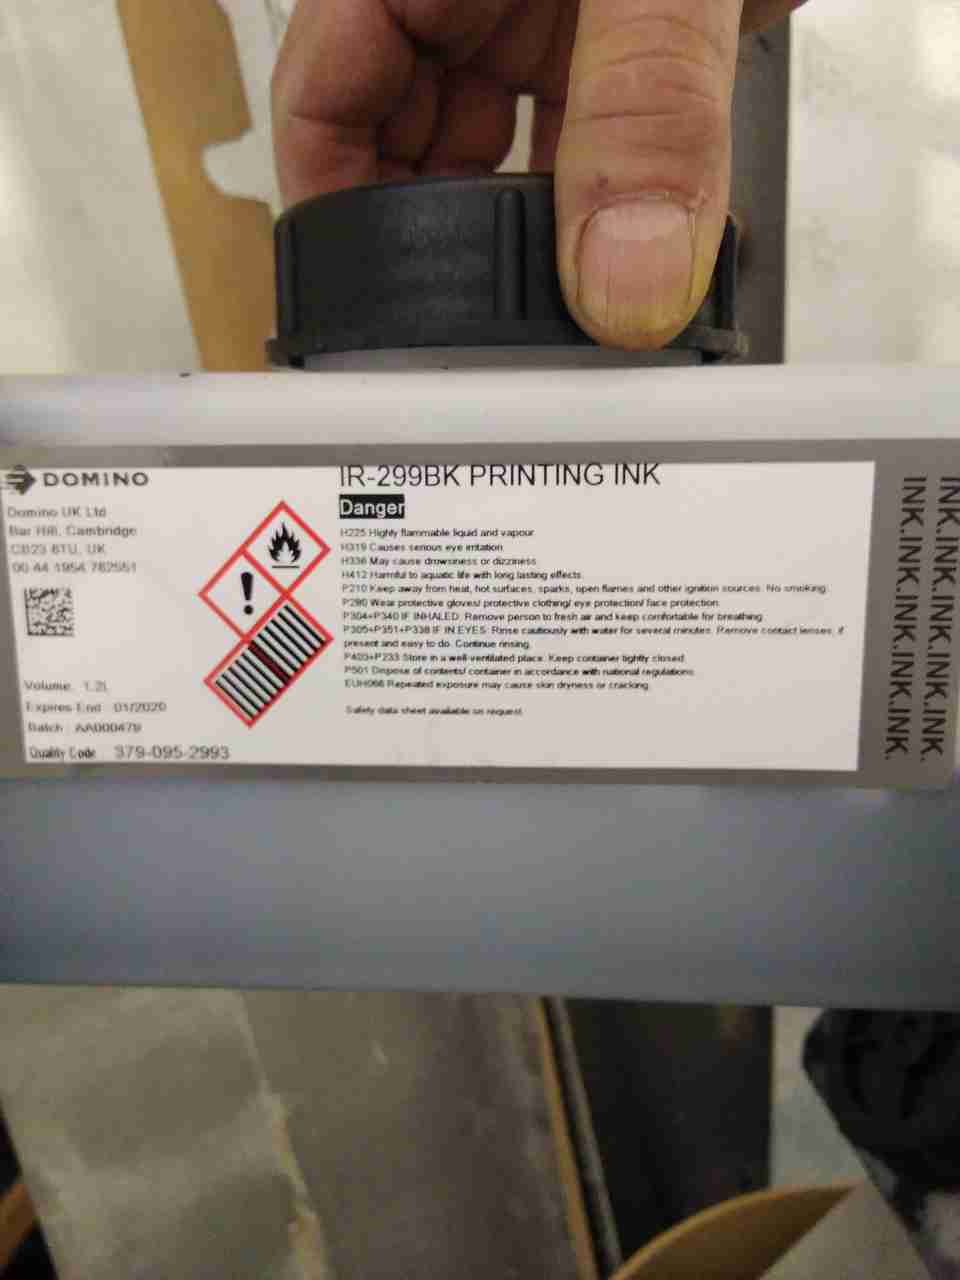 DOMINO
Domino UK Ltd
Bar Hill, Cambridge
CB23 8TU, UK
00 44 1954 782551
Volume: 1.2L
Expires End 01/2020
Batch : AA000479
Quality Code 379-095-2993
IR-299BK PRINTING INK
Danger
H225 Highly flammable liquid and vapour
H319 Causes serious eye irritation
H336 May cause drowsiness or dizziness
H412 Harmful to aquatic life with long lasting effects.
P210 Keep away from heat, hot surfaces, sparks, open flames and other ignition sources. No smoking.
P280 Wear protective gloves/ protective clothing/ eye protection/ face protection.
P304+P340 IF INHALED: Remove person to fresh air and keep comfortable for breathing.
P305+P351+P338 IF IN EYES: Rinse cautiously with water for several minutes. Remove contact lenses, if
present and easy to do. Continue rinsing.
P403+P233 Store in a well-ventilated place. Keep container tightly closed.
P501 Dispose of contents/ container in accordance with national regulations.
EUH066 Repeated exposure may cause skin dryness or cracking.
Safety data sheet available on request.
INK.INK.INK.INK.
INK.INK.INK.INK.